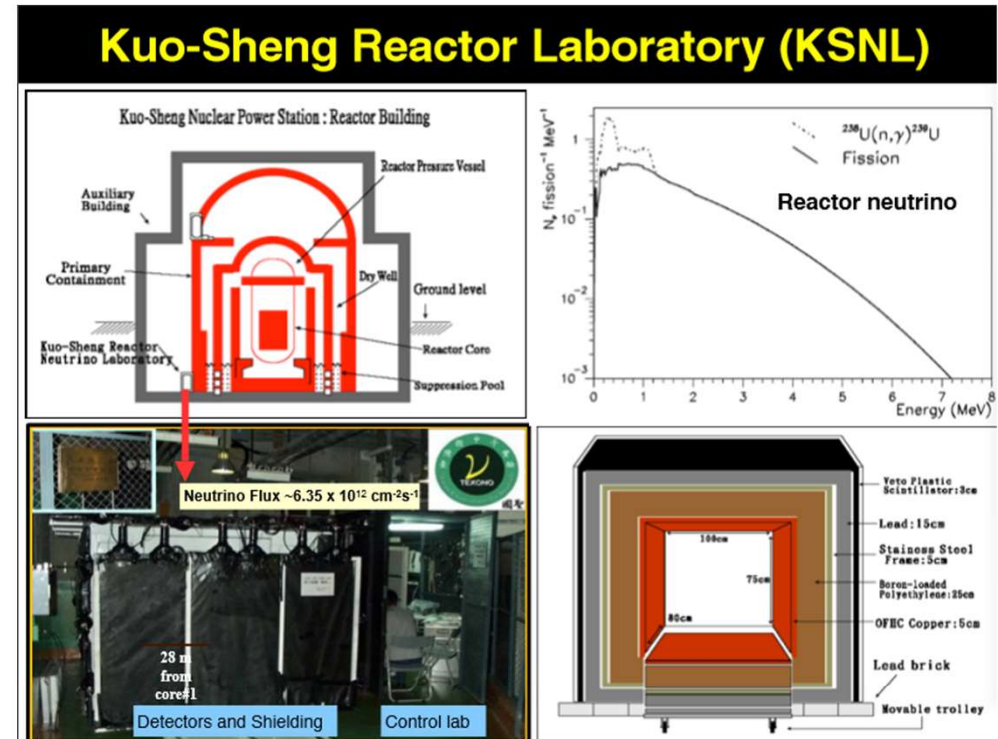 Kuo-Sheng Reactor Laboratory (KSNL)
Kuo-Sheng Nuclear Power Station : Reactor Building
Reactor Pressure Vessel
Auxiliary
Building
Primary
Containment
Dry Well
Ground level
Kuo-Sheng Reactor
Neutrino Laboratory
Reactor Core
Suppression Pool
²³⁸U(n,γ)²³⁹U
Fission
Reactor neutrino
Nᵥ fission⁻¹ MeV⁻¹
1
10⁻¹
10⁻²
10⁻³
0 1 2 3 4 5 6 7 8
Energy (MeV)
Neutrino Flux ~6.35 x 10¹² cm⁻²s⁻¹
TEXONO
28 m
from
core#1
Detectors and Shielding
Control lab
Veto Plastic
Scintillator:3cm
Lead:15cm
Stainless Steel
Frame:5cm
Boron-loaded
Polyethylene:25cm
OFHC Copper:5cm
Lead brick
Movable trolley
100cm
75cm
80cm